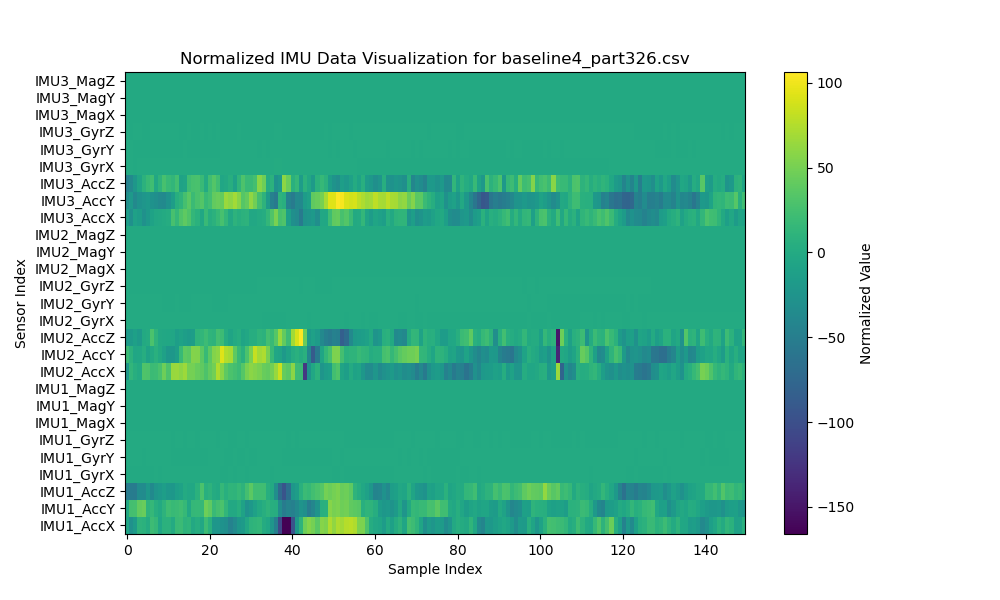 Normalized IMU Data Visualization for baseline4_part326.csv
IMU3_MagZ
IMU3_MagY
IMU3_MagX
IMU3_GyrZ
IMU3_GyrY
IMU3_GyrX
IMU3_AccZ
IMU3_AccY
IMU3_AccX
IMU2_MagZ
IMU2_MagY
IMU2_MagX
IMU2_GyrZ
IMU2_GyrY
IMU2_GyrX
IMU2_AccZ
IMU2_AccY
IMU2_AccX
IMU1_MagZ
IMU1_MagY
IMU1_MagX
IMU1_GyrZ
IMU1_GyrY
IMU1_GyrX
IMU1_AccZ
IMU1_AccY
IMU1_AccX
Sensor Index
0 20 40 60 80 100 120 140
Sample Index
100
50
0
−50
−100
−150
Normalized Value